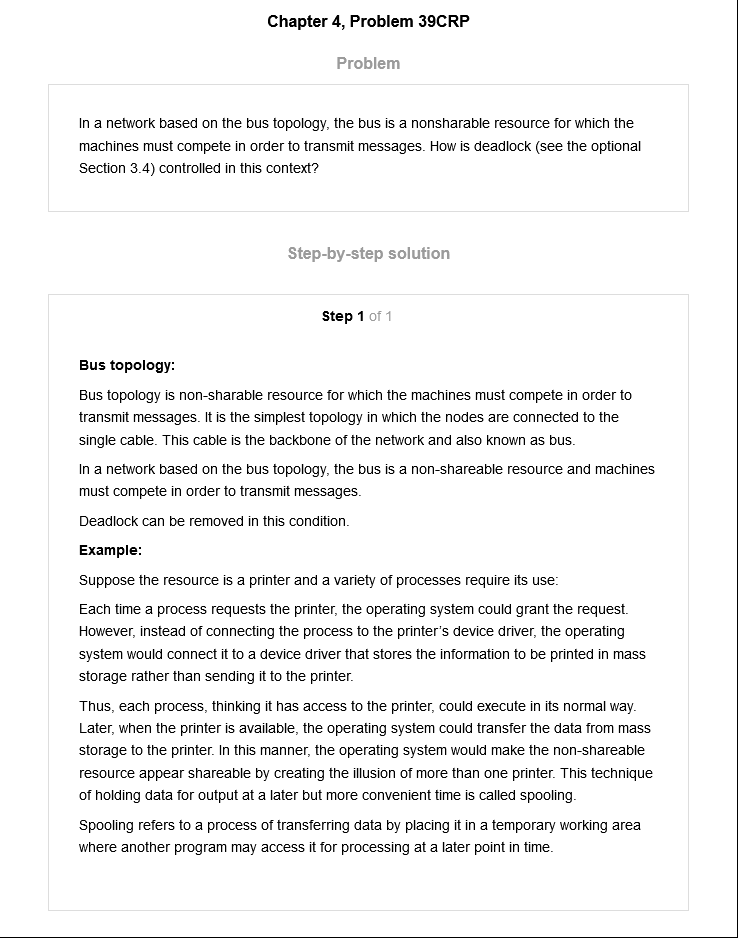 Chapter 4, Problem 39CRP
Problem
In a network based on the bus topology, the bus is a nonsharable resource for which the
machines must compete in order to transmit messages. How is deadlock (see the optional
Section 3.4) controlled in this context?
Step-by-step solution
Step 1 of 1
Bus topology:
Bus topology is non-sharable resource for which the machines must compete in order to
transmit messages. It is the simplest topology in which the nodes are connected to the
single cable. This cable is the backbone of the network and also known as bus.
In a network based on the bus topology, the bus is a non-shareable resource and machines
must compete in order to transmit messages.
Deadlock can be removed in this condition.
Example:
Suppose the resource is a printer and a variety of processes require its use:
Each time a process requests the printer, the operating system could grant the request.
However, instead of connecting the process to the printer’s device driver, the operating
system would connect it to a device driver that stores the information to be printed in mass
storage rather than sending it to the printer.
Thus, each process, thinking it has access to the printer, could execute in its normal way.
Later, when the printer is available, the operating system could transfer the data from mass
storage to the printer. In this manner, the operating system would make the non-shareable
resource appear shareable by creating the illusion of more than one printer. This technique
of holding data for output at a later but more convenient time is called spooling.
Spooling refers to a process of transferring data by placing it in a temporary working area
where another program may access it for processing at a later point in time.